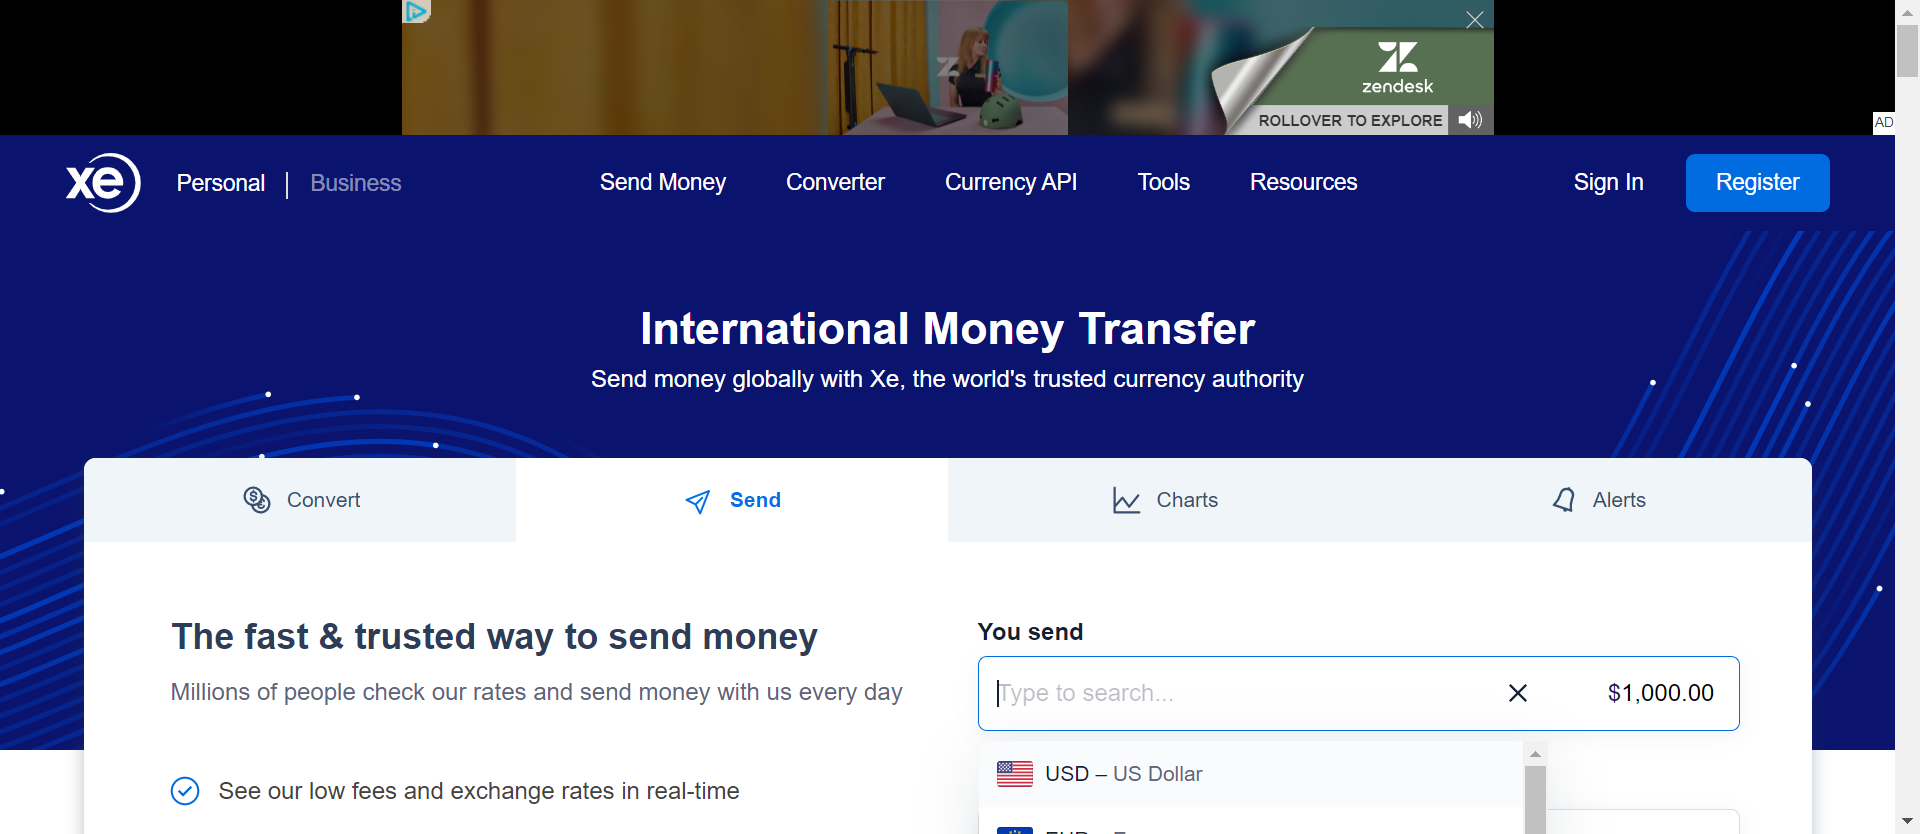 zendesk
ROLLOVER TO EXPLORE
AD
xe
Personal
Business
Send Money
Converter
Currency API
Tools
Resources
Sign In
Register
International Money Transfer
Send money globally with Xe, the world's trusted currency authority
Convert
Send
Charts
Alerts
The fast & trusted way to send money
Millions of people check our rates and send money with us every day
See our low fees and exchange rates in real-time
You send
Type to search...
$1,000.00
USD – US Dollar